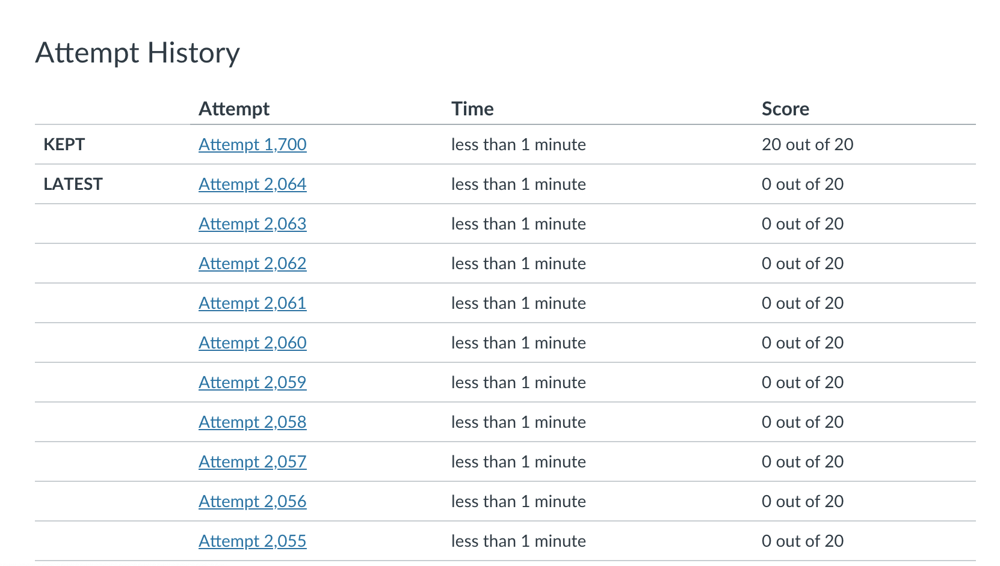 Attempt History
Attempt Time Score
KEPT Attempt 1,700 less than 1 minute 20 out of 20
LATEST Attempt 2,064 less than 1 minute 0 out of 20
Attempt 2,063 less than 1 minute 0 out of 20
Attempt 2,062 less than 1 minute 0 out of 20
Attempt 2,061 less than 1 minute 0 out of 20
Attempt 2,060 less than 1 minute 0 out of 20
Attempt 2,059 less than 1 minute 0 out of 20
Attempt 2,058 less than 1 minute 0 out of 20
Attempt 2,057 less than 1 minute 0 out of 20
Attempt 2,056 less than 1 minute 0 out of 20
Attempt 2,055 less than 1 minute 0 out of 20